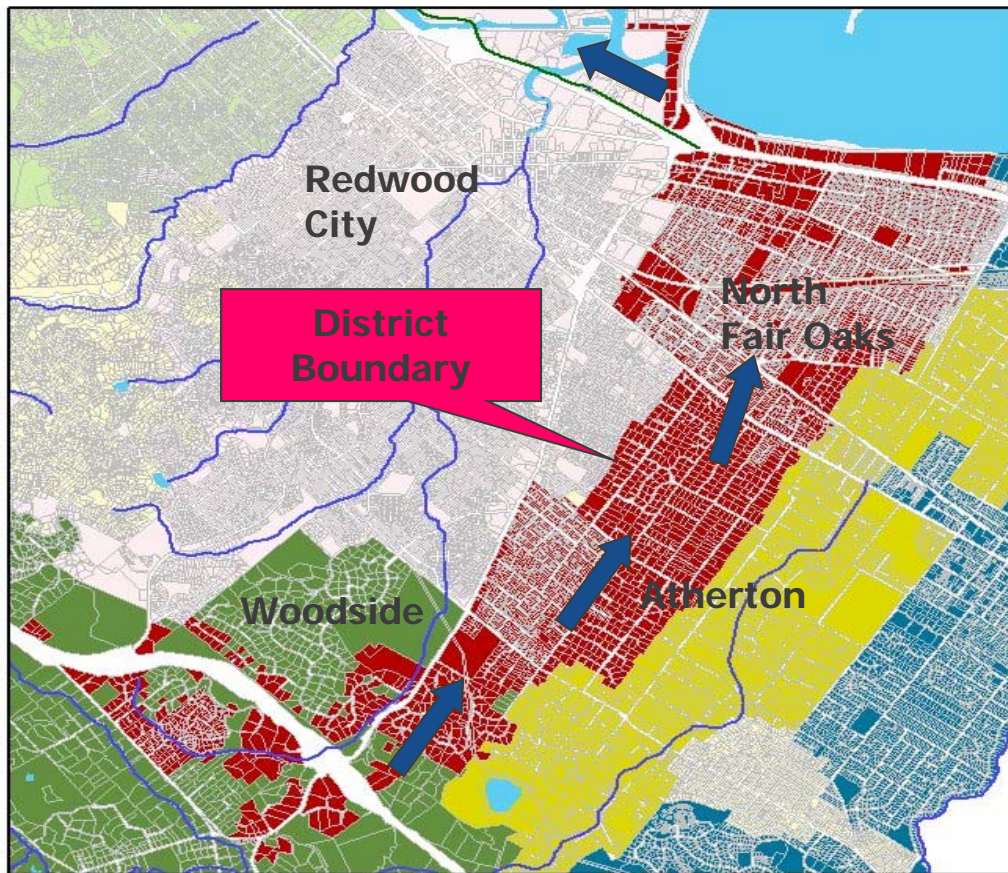 Redwood
City
District
Boundary
North
Fair Oaks
Woodside
Atherton